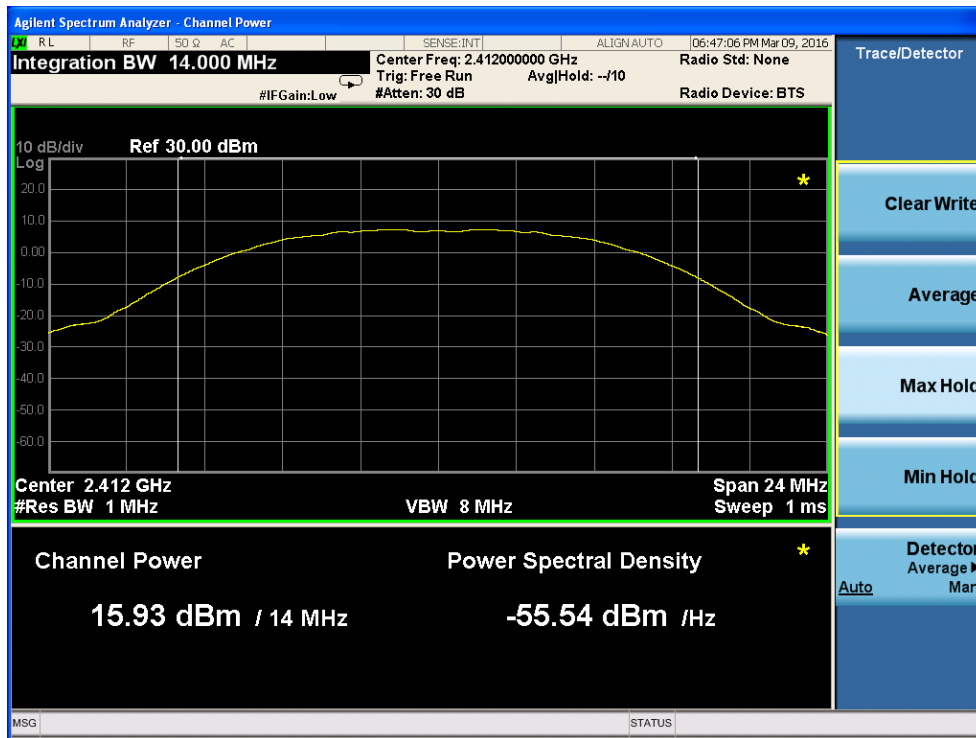 Agilent Spectrum Analyzer - Channel Power
LXI RL RF 50 Ω AC SENSE:INT ALIGN AUTO 06:47:06 PM Mar 09, 2016
Integration BW 14.000 MHz
Center Freq: 2.412000000 GHz
Radio Std: None
Trig: Free Run Avg|Hold: --/10
#IFGain:Low #Atten: 30 dB
Radio Device: BTS
Trace/Detector
10 dB/div Ref 30.00 dBm
Log
20.0
10.0
0.00
-10.0
-20.0
-30.0
-40.0
-50.0
-60.0
Center 2.412 GHz Span 24 MHz
#Res BW 1 MHz VBW 8 MHz Sweep 1 ms
Channel Power
Power Spectral Density
15.93 dBm / 14 MHz
-55.54 dBm /Hz
Clear Write
Average
Max Hold
Min Hold
Detector
Average
Auto Man
MSG STATUS